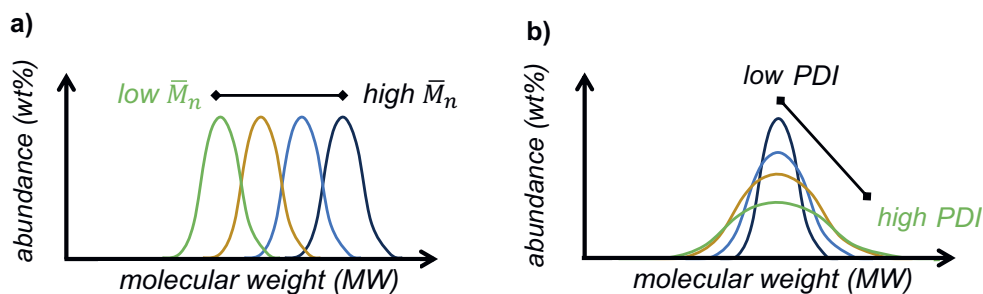 a)
abundance (wt%)
low M̅n
high M̅n
molecular weight (MW)
b)
abundance (wt%)
low PDI
high PDI
molecular weight (MW)